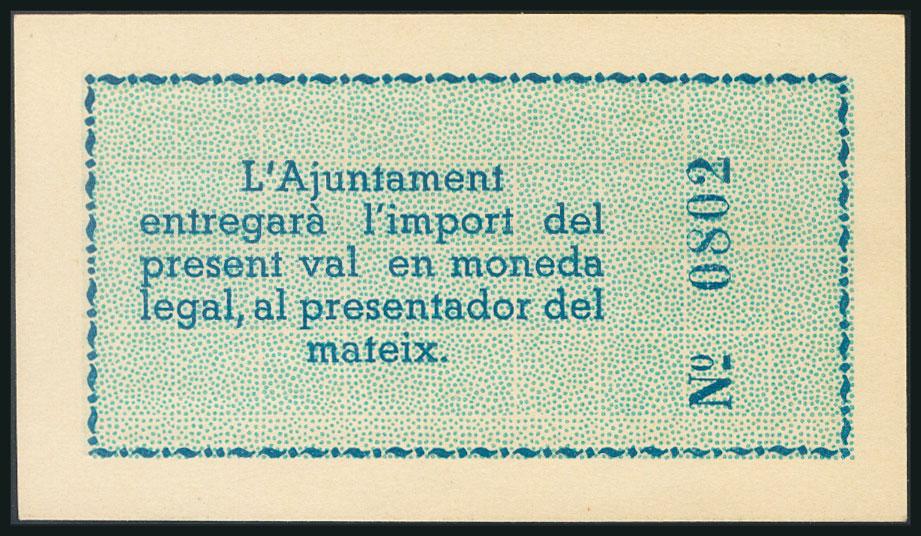 L'Ajuntament
entregarà l'import del
present val en moneda
legal, al presentador del
mateix.
Nº 0802